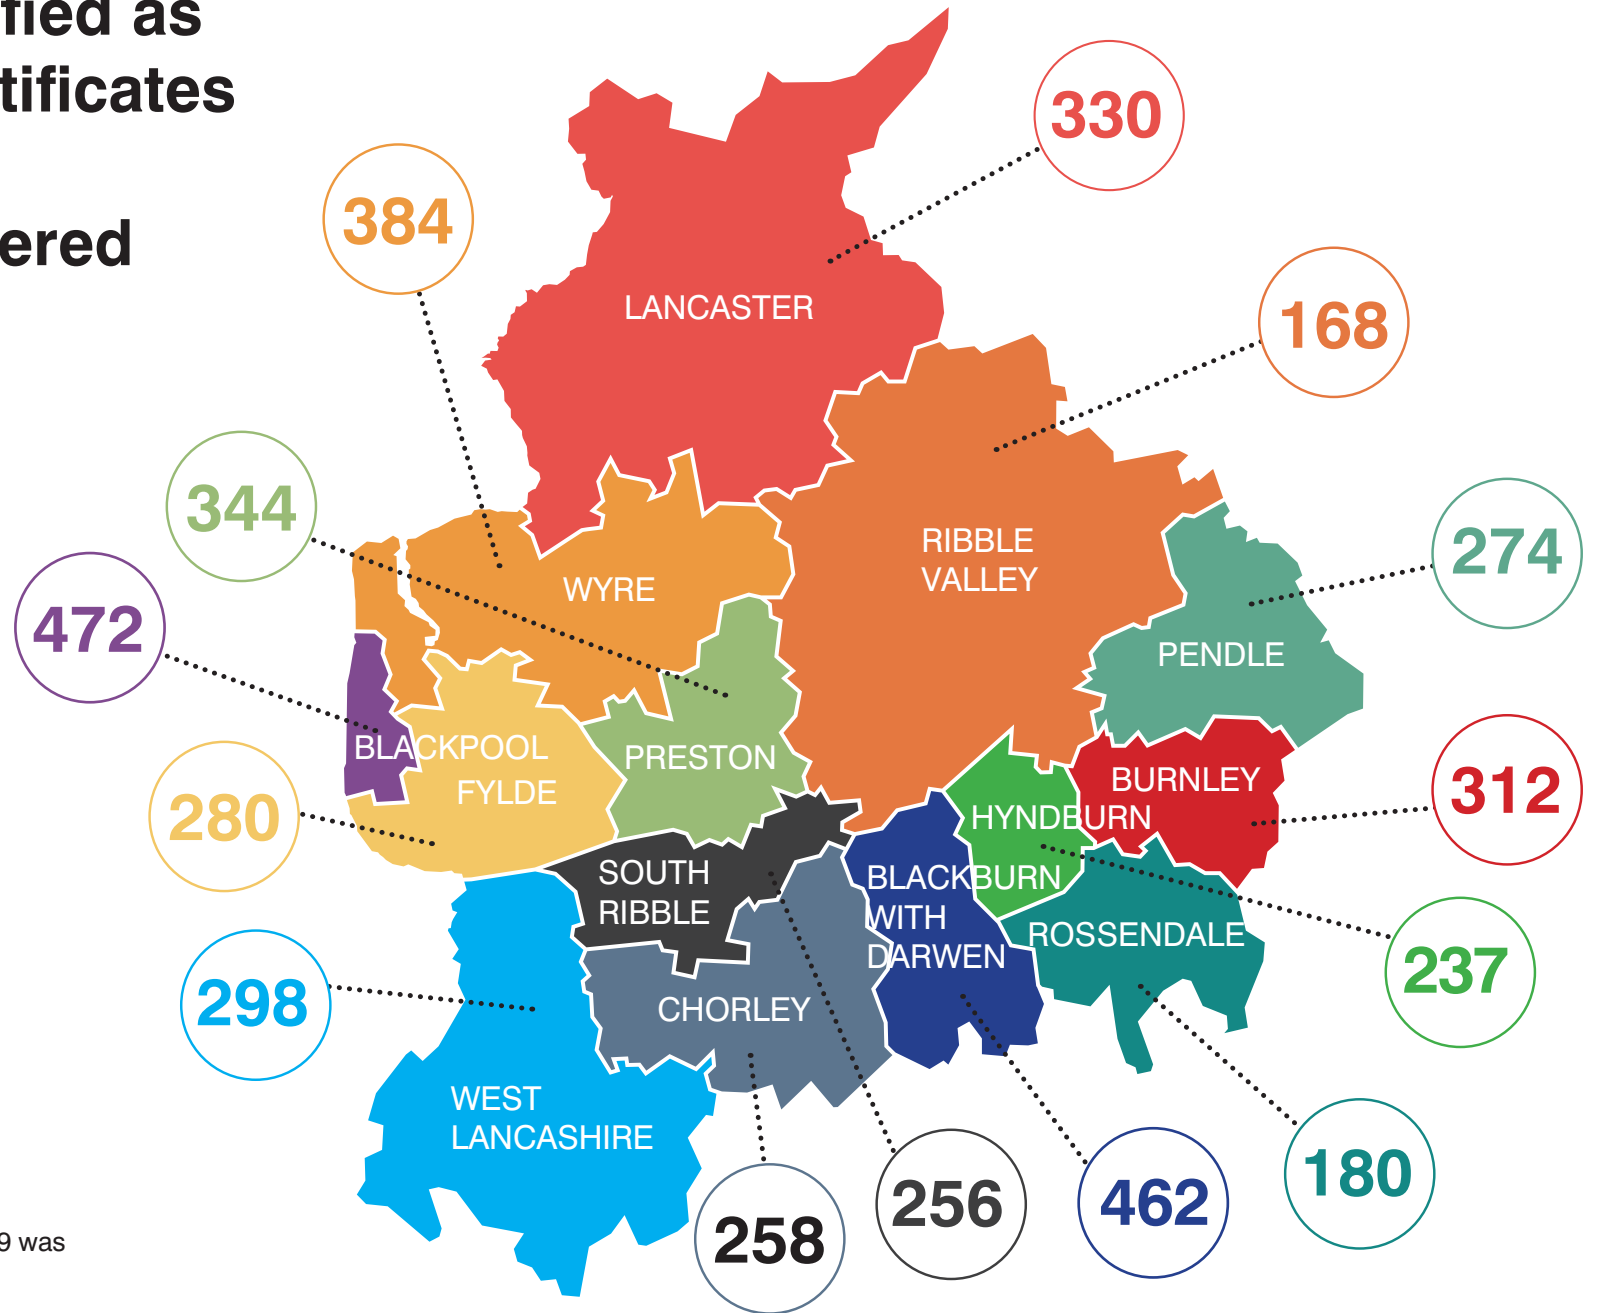 fied as
tificates
ered
330
384
LANCASTER
168
344
RIBBLE
VALLEY
274
WYRE
472
PENDLE
BLACKPOOL
PRESTON
BURNLEY
312
FYLDE
280
HYNDBURN
SOUTH
RIBBLE
BLACKBURN
WITH
DARWEN
ROSSENDALE
237
298
CHORLEY
WEST
LANCASHIRE
180
256
462
258
9 was